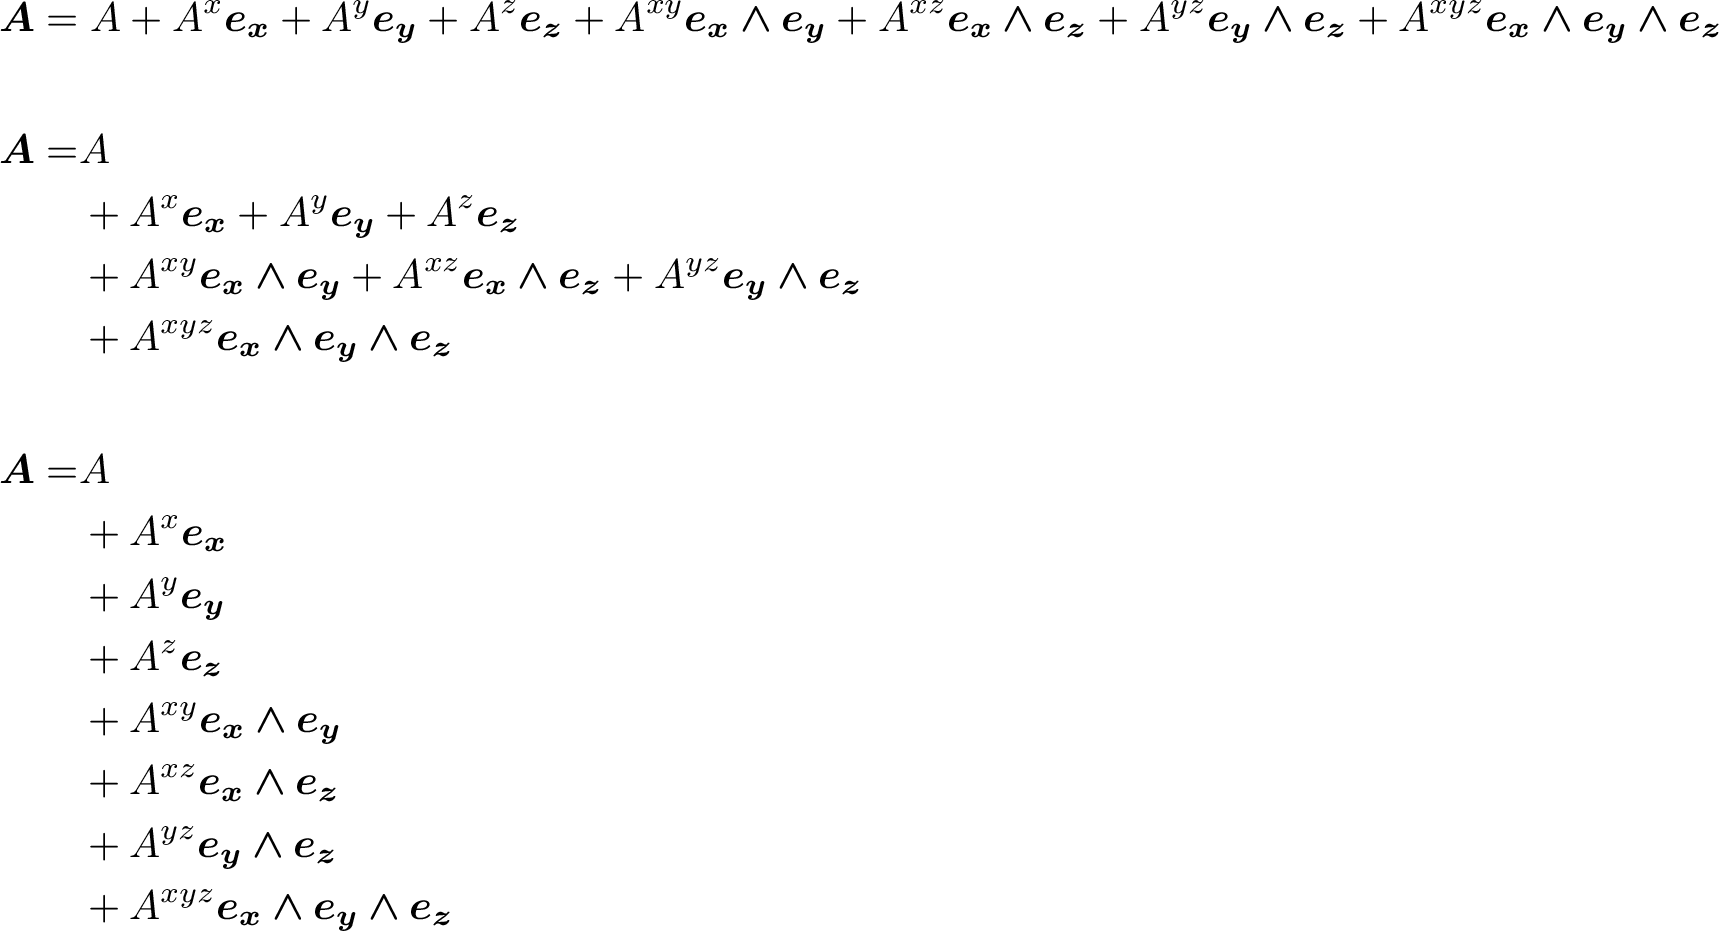 𝑨 = A + Aˣ𝒆ₓ + A^y 𝒆_𝒚 + A^z 𝒆_𝒛 + A^{xy} 𝒆_𝒙 ∧ 𝒆_𝒚 + A^{xz} 𝒆_𝒙 ∧ 𝒆_𝒛 + A^{yz} 𝒆_𝒚 ∧ 𝒆_𝒛 + A^{xyz} 𝒆_𝒙 ∧ 𝒆_𝒚 ∧ 𝒆_𝒛
𝑨 = A
+ A^x 𝒆_𝒙 + A^y 𝒆_𝒚 + A^z 𝒆_𝒛
+ A^{xy} 𝒆_𝒙 ∧ 𝒆_𝒚 + A^{xz} 𝒆_𝒙 ∧ 𝒆_𝒛 + A^{yz} 𝒆_𝒚 ∧ 𝒆_𝒛
+ A^{xyz} 𝒆_𝒙 ∧ 𝒆_𝒚 ∧ 𝒆_𝒛
𝑨 = A
+ A^x 𝒆_𝒙
+ A^y 𝒆_𝒚
+ A^z 𝒆_𝒛
+ A^{xy} 𝒆_𝒙 ∧ 𝒆_𝒚
+ A^{xz} 𝒆_𝒙 ∧ 𝒆_𝒛
+ A^{yz} 𝒆_𝒚 ∧ 𝒆_𝒛
+ A^{xyz} 𝒆_𝒙 ∧ 𝒆_𝒚 ∧ 𝒆_𝒛